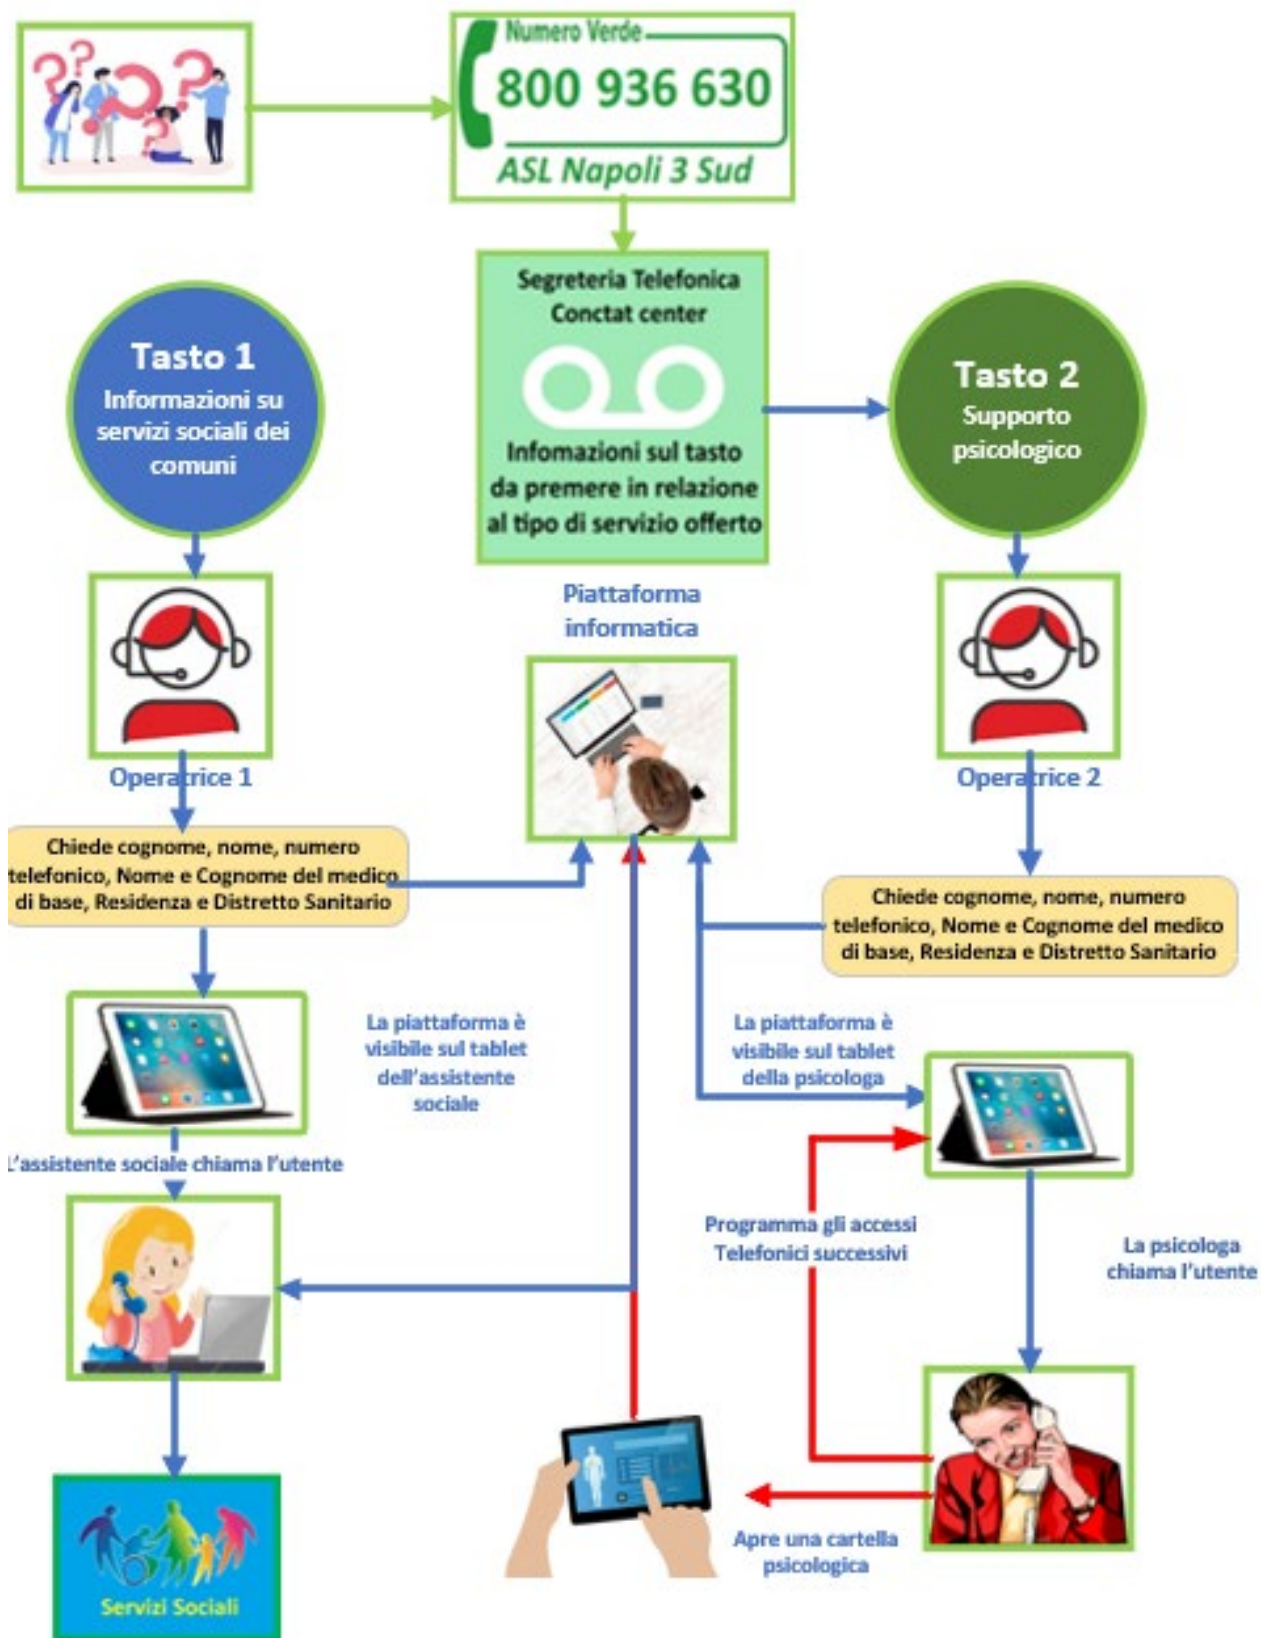 Numero Verde
800 936 630
ASL Napoli 3 Sud
Segreteria Telefonica
Conctat center
Infomazioni sul tasto
da premere in relazione
al tipo di servizio offerto
Tasto 1
Informazioni su
servizi sociali dei
comuni
Tasto 2
Supporto
psicologico
Piattaforma
informatica
Operatrice 1
Operatrice 2
Chiede cognome, nome, numero
telefonico, Nome e Cognome del medico
di base, Residenza e Distretto Sanitario
Chiede cognome, nome, numero
telefonico, Nome e Cognome del medico
di base, Residenza e Distretto Sanitario
La piattaforma è
visibile sul tablet
dell'assistente
sociale
La piattaforma è
visibile sul tablet
della psicologa
L'assistente sociale chiama l'utente
Programma gli accessi
Telefonici successivi
La psicologa
chiama l'utente
Apre una cartella
psicologica
Servizi Sociali